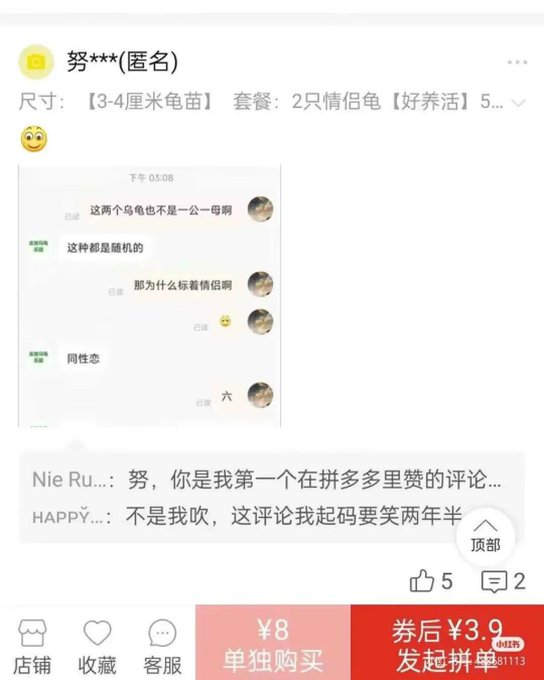 努***(匿名)
尺寸：【3-4厘米龟苗】 套餐：2只情侣龟【好养活】5...
下午 03:08
这两个乌龟也不是一公一母啊
已读
这种都是随机的
那为什么标着情侣啊
已读
已读
同性恋
六
已读
Nie Ru...：努，你是我第一个在拼多多里赞的评论...
HAPPY̌...：不是我吹，这评论我起码要笑两年半
顶部
5
2
店铺
收藏
客服
¥8
单独购买
券后 ¥3.9
发起拼单
小红书